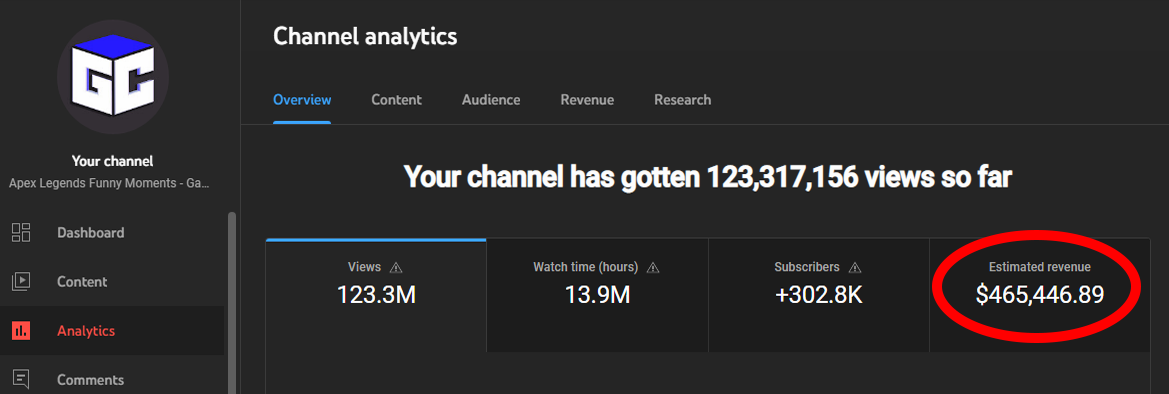 GC
Your channel
Apex Legends Funny Moments - Ga...
Dashboard
Content
Analytics
Comments
Channel analytics
Overview Content Audience Revenue Research
Your channel has gotten 123,317,156 views so far
Views
123.3M
Watch time (hours)
13.9M
Subscribers
+302.8K
Estimated revenue
$465,446.89